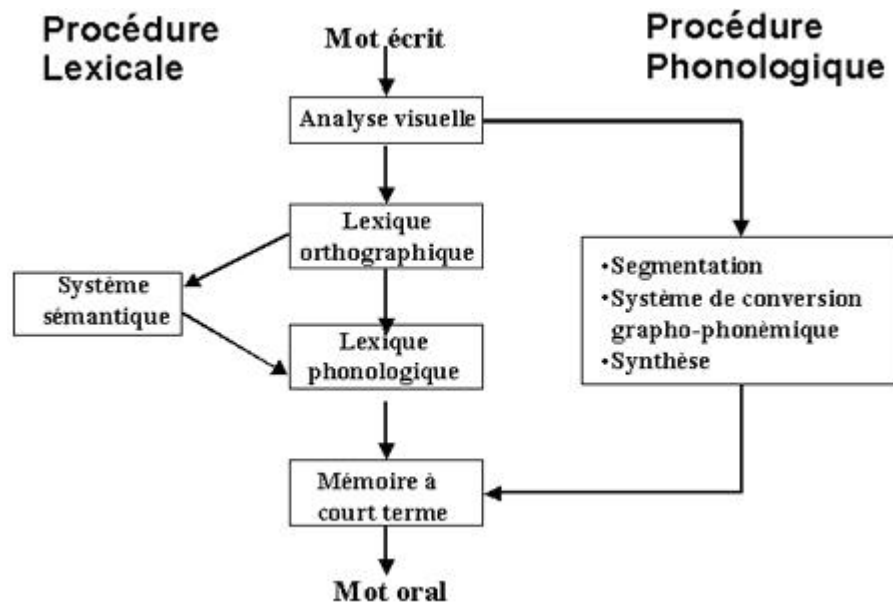 Procédure
Lexicale
Mot écrit
Procédure
Phonologique
Analyse visuelle
Lexique
orthographique
Système
sémantique
Lexique
phonologique
•Segmentation
•Système de conversion
grapho-phonèmique
•Synthèse
Mémoire à
court terme
Mot oral